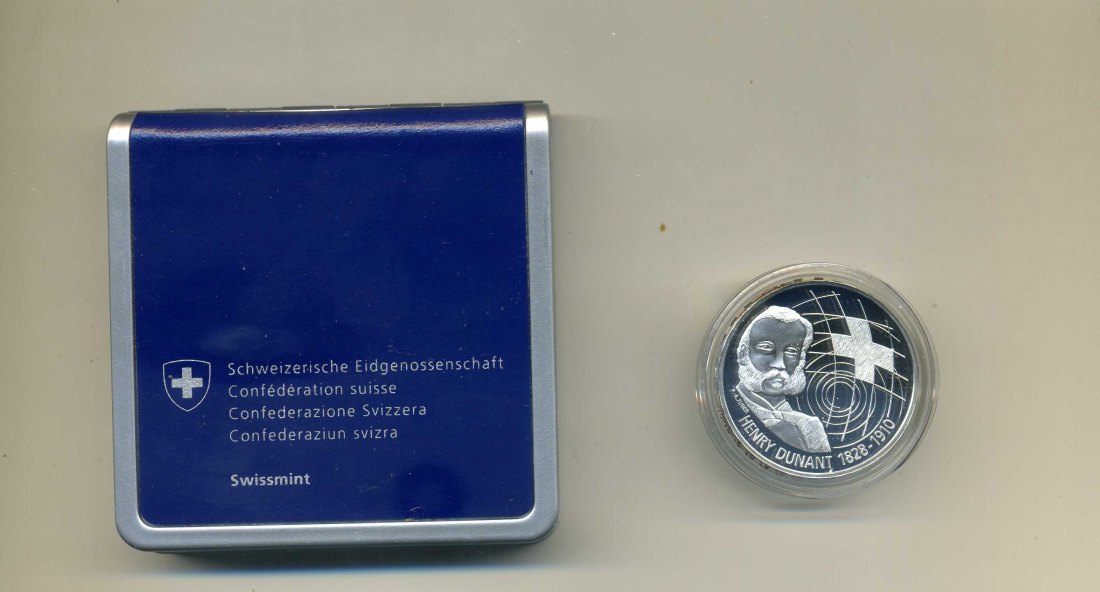 Schweizerische Eidgenossenschaft
Confédération suisse
Confederazione Svizzera
Confederaziun svizra
Swissmint
HENRY DUNANT 1828-1910